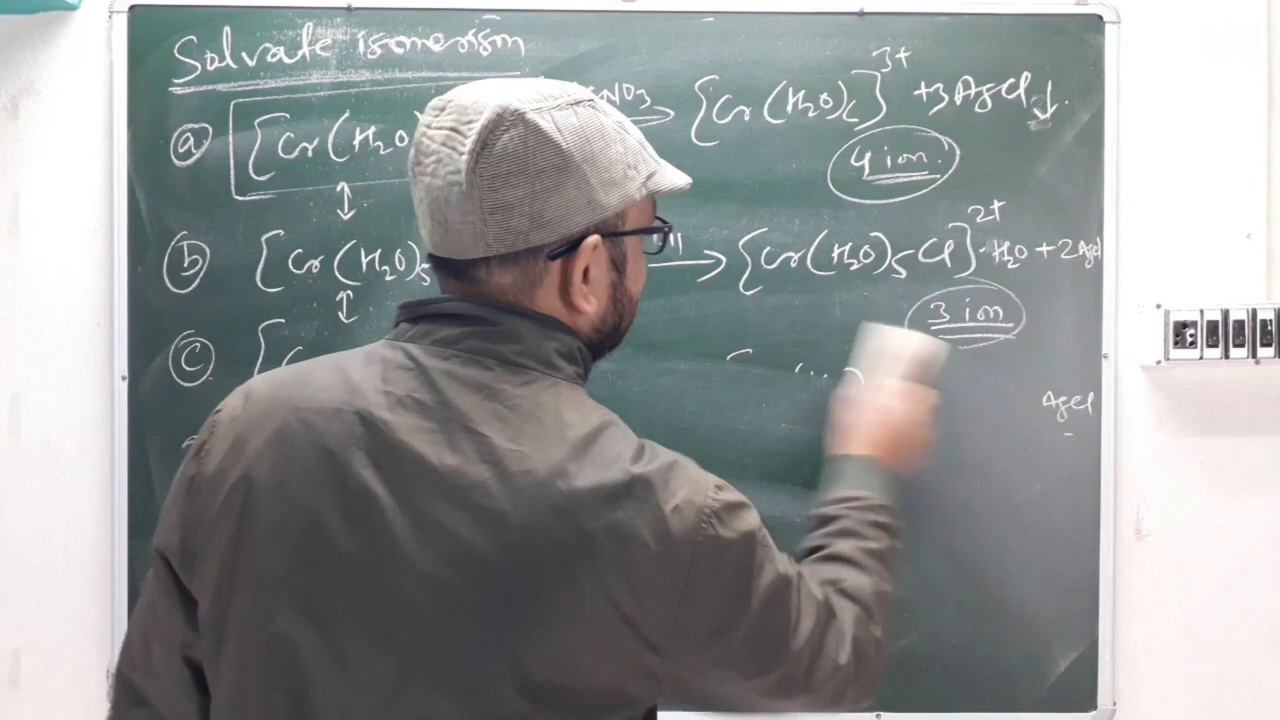 Solvate isomerism
(a) [Cr(H2O NO3 → [Cr(H2O)6]3+ + 3AgCl ↓.
4 ion.
↕
(b) [Cr(H2O)5 → [Cr(H2O)5Cl]2+ · H2O + 2AgCl
↕
3 ion
(c) [C
AgCl